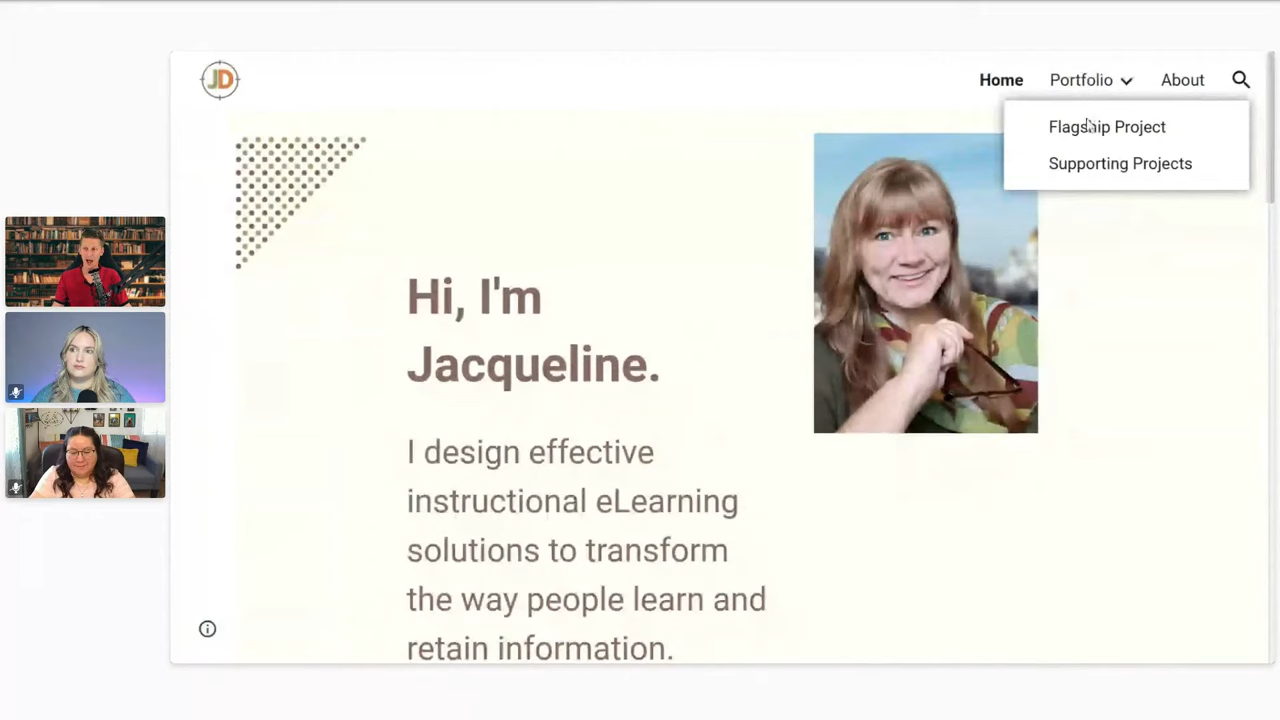 JD
Home Portfolio About
Flagship Project
Supporting Projects
Hi, I'm
Jacqueline.
I design effective
instructional eLearning
solutions to transform
the way people learn and
retain information.